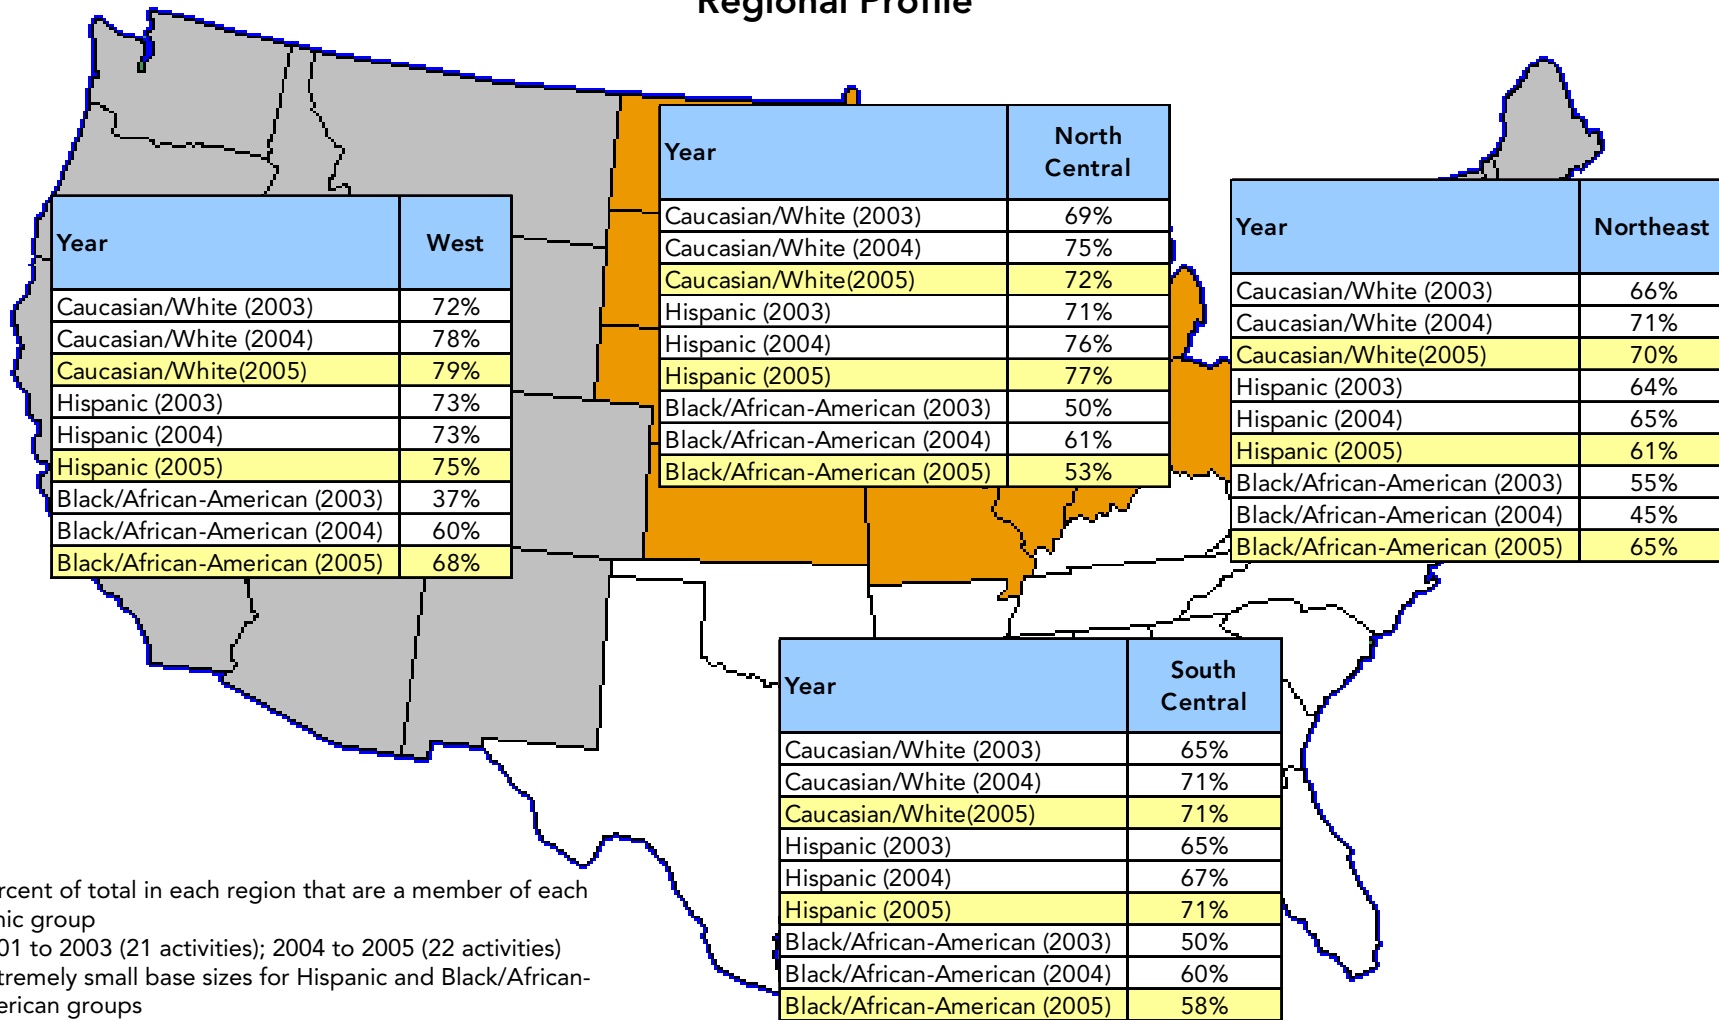 Regional Profile
Year North Central
Caucasian/White (2003) 69%
Caucasian/White (2004) 75%
Caucasian/White(2005) 72%
Hispanic (2003) 71%
Hispanic (2004) 76%
Hispanic (2005) 77%
Black/African-American (2003) 50%
Black/African-American (2004) 61%
Black/African-American (2005) 53%
Year West
Caucasian/White (2003) 72%
Caucasian/White (2004) 78%
Caucasian/White(2005) 79%
Hispanic (2003) 73%
Hispanic (2004) 73%
Hispanic (2005) 75%
Black/African-American (2003) 37%
Black/African-American (2004) 60%
Black/African-American (2005) 68%
Year Northeast
Caucasian/White (2003) 66%
Caucasian/White (2004) 71%
Caucasian/White(2005) 70%
Hispanic (2003) 64%
Hispanic (2004) 65%
Hispanic (2005) 61%
Black/African-American (2003) 55%
Black/African-American (2004) 45%
Black/African-American (2005) 65%
Year South Central
Caucasian/White (2003) 65%
Caucasian/White (2004) 71%
Caucasian/White(2005) 71%
Hispanic (2003) 65%
Hispanic (2004) 67%
Hispanic (2005) 71%
Black/African-American (2003) 50%
Black/African-American (2004) 60%
Black/African-American (2005) 58%
rcent of total in each region that are a member of each
nic group
01 to 2003 (21 activities); 2004 to 2005 (22 activities)
tremely small base sizes for Hispanic and Black/African-
erican groups